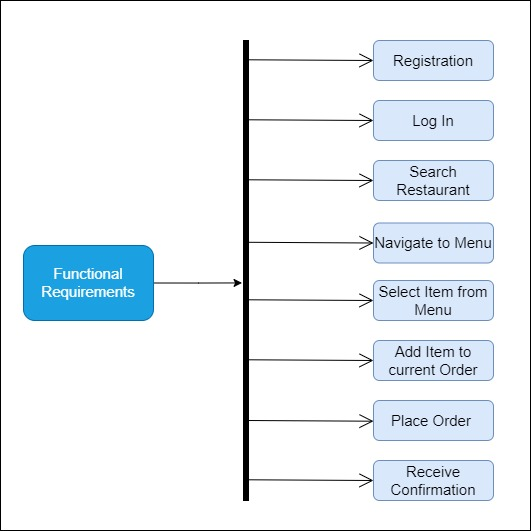 Registration
Log In
Search
Restaurant
Navigate to Menu
Functional
Requirements
Select Item from
Menu
Add Item to
current Order
Place Order
Receive
Confirmation